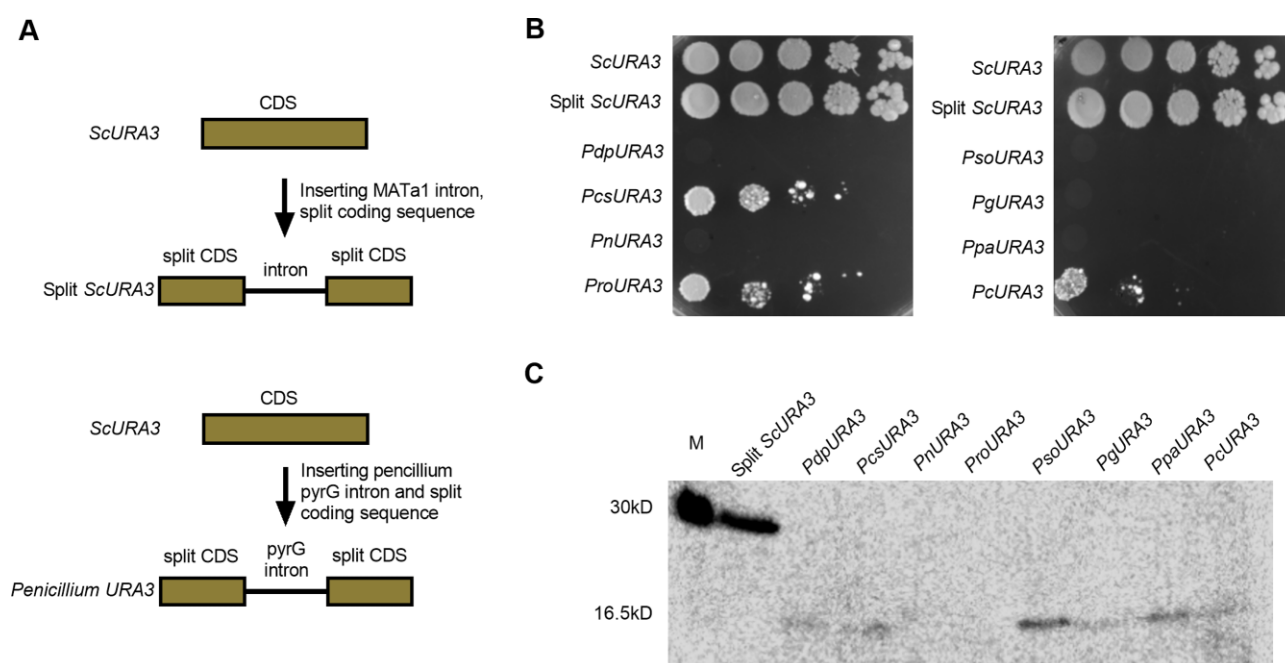 A
CDS
ScURA3
Inserting MATa1 intron,
split coding sequence
split CDS
intron
split CDS
Split ScURA3
CDS
ScURA3
Inserting pencillium
pyrG intron and split
coding sequence
split CDS
pyrG
intron
split CDS
Penicillium URA3
B
ScURA3
Split ScURA3
PdpURA3
PcsURA3
PnURA3
ProURA3
ScURA3
Split ScURA3
PsoURA3
PgURA3
PpaURA3
PcURA3
C
M
Split ScURA3
PdpURA3
PcsURA3
PnURA3
ProURA3
PsoURA3
PgURA3
PpaURA3
PcURA3
30kD
16.5kD